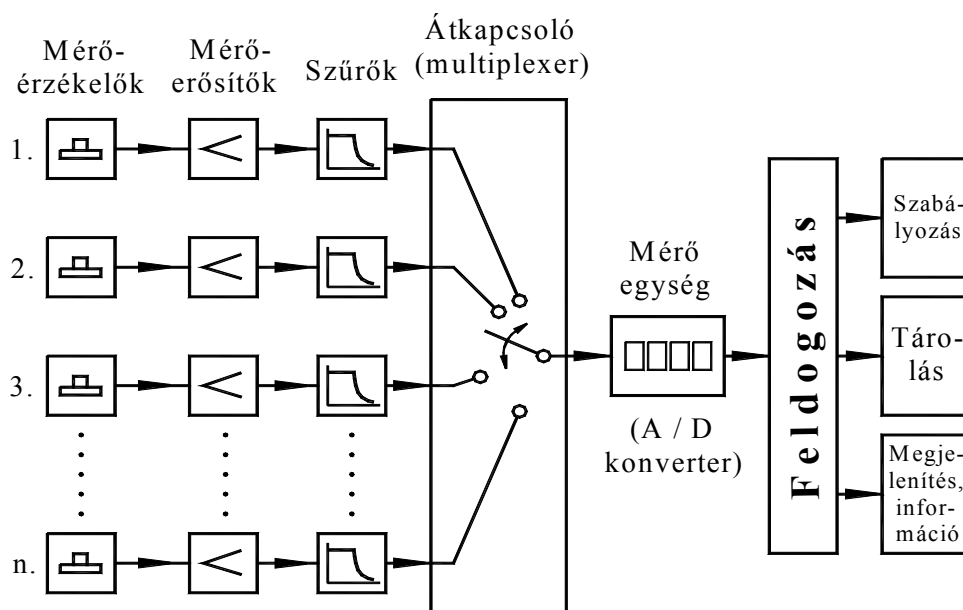 Mérő-
érzékelők
Mérő-
erősítők
Szűrők
Átkapcsoló
(multiplexer)
1.
2.
3.
n.
Mérő
egység
(A / D
konverter)
Feldogozás
Szabá-
lyozás
Táro-
lás
Megje-
lenítés,
infor-
máció